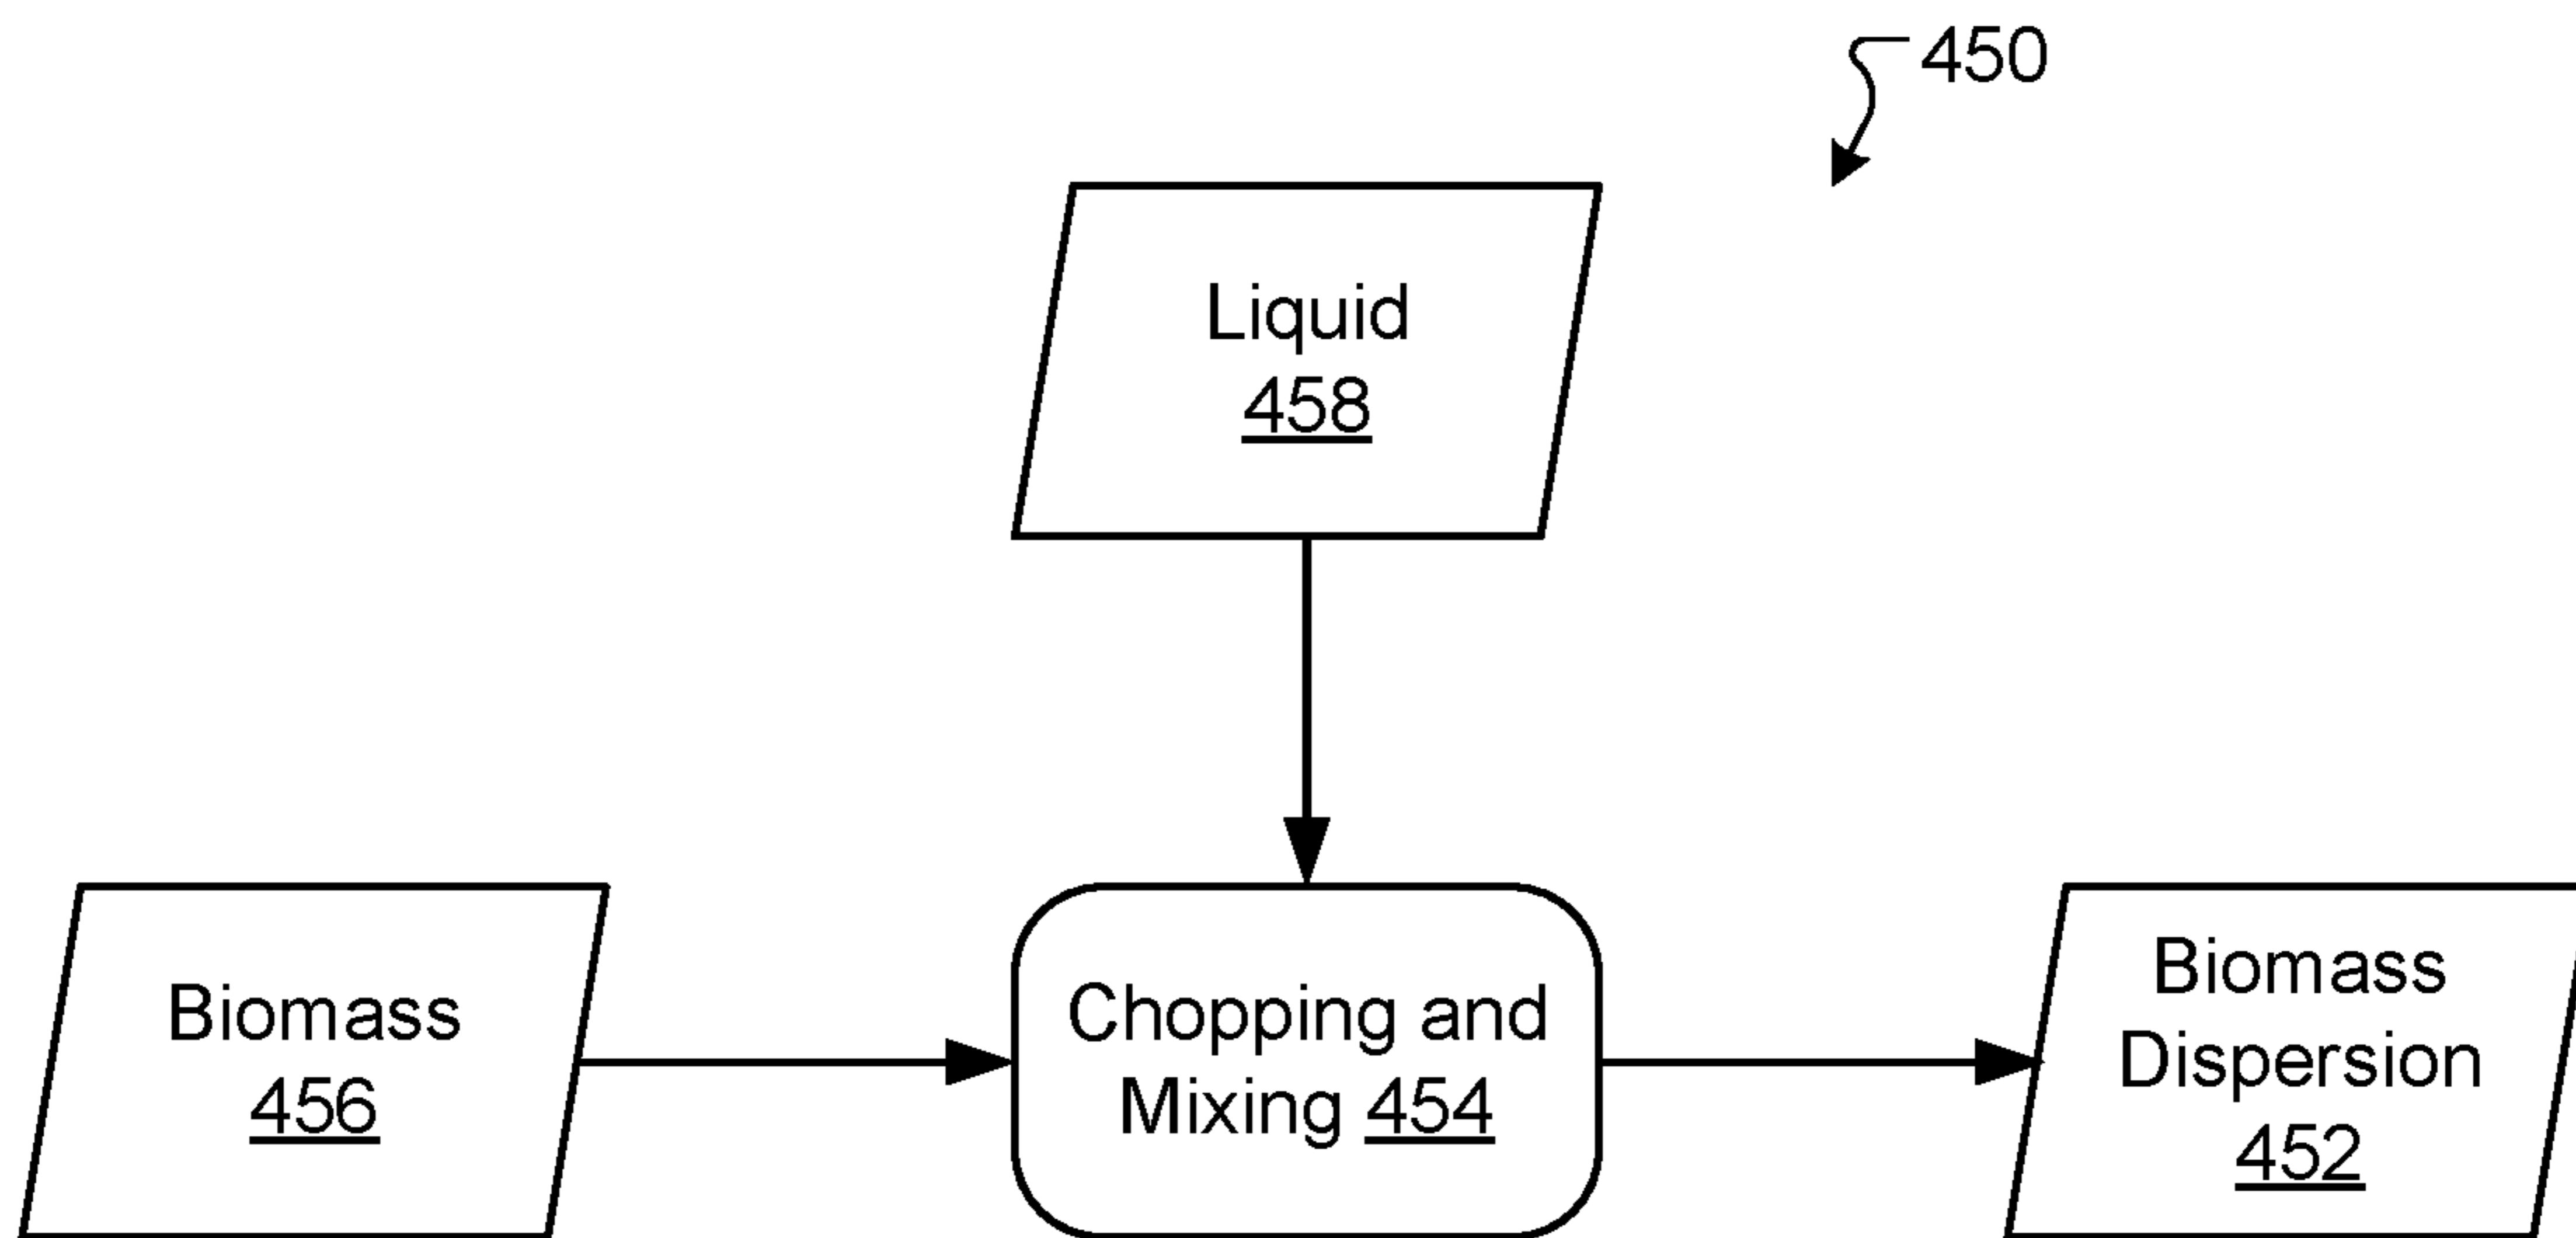 450
Liquid
458
Biomass
456
Chopping and
Mixing 454
Biomass
Dispersion
452